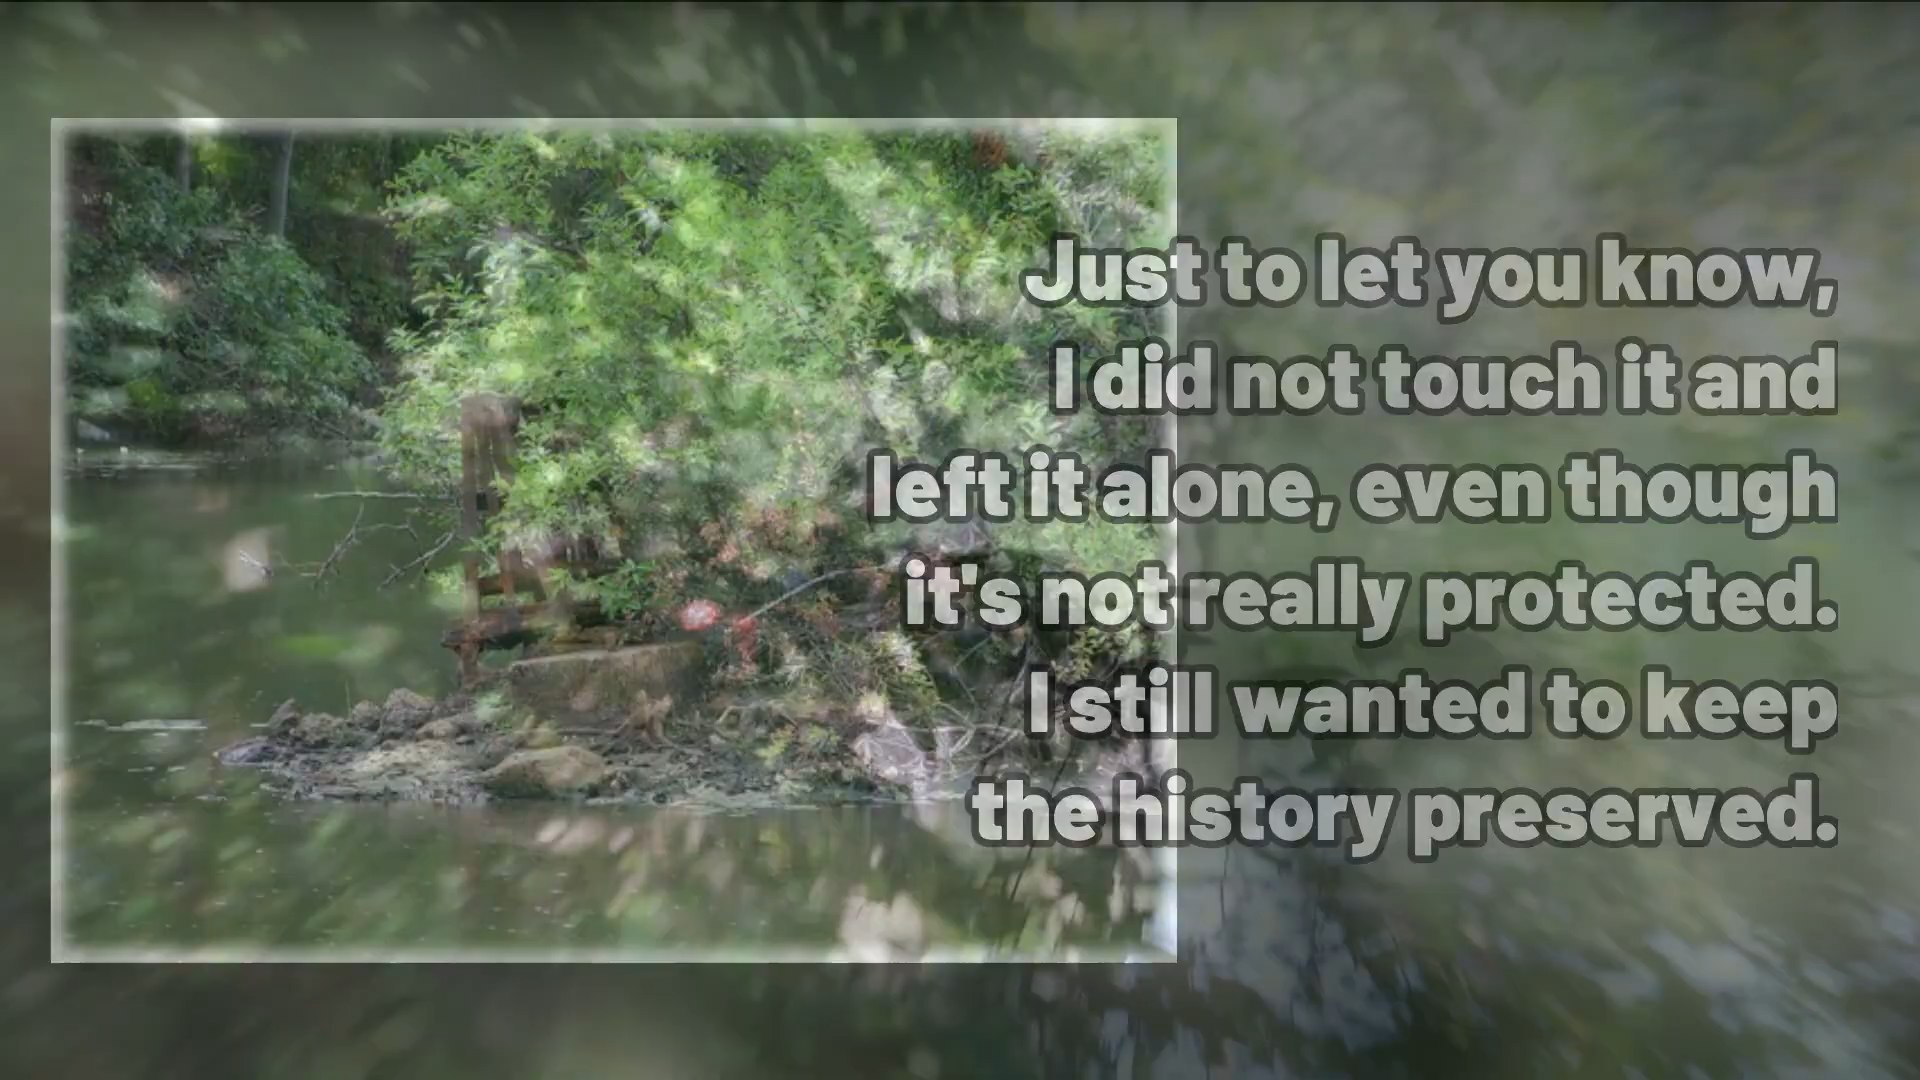 Just to let you know,
I did not touch it and
left it alone, even though
it's not really protected.
I still wanted to keep
the history preserved.